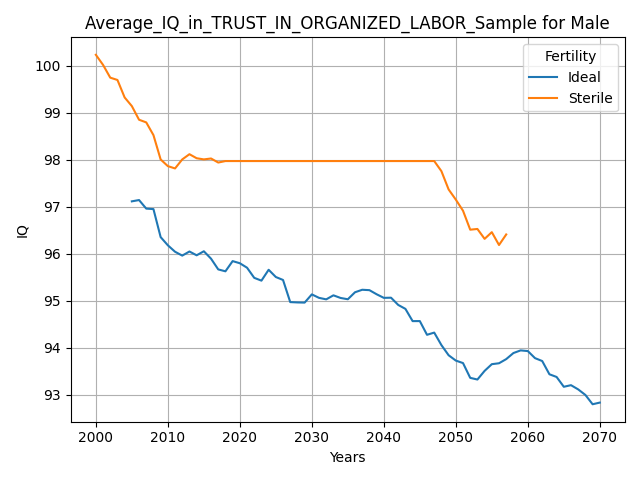 Average_IQ_in_TRUST_IN_ORGANIZED_LABOR_Sample for Male
Fertility
Ideal
Sterile
IQ
100
99
98
97
96
95
94
93
2000 2010 2020 2030 2040 2050 2060 2070
Years